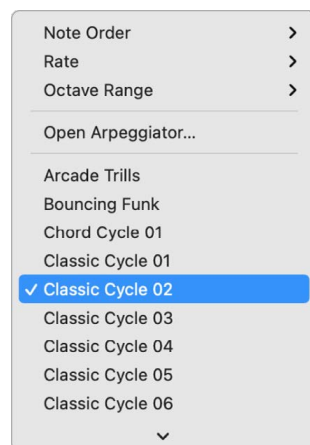 Note Order
Rate
Octave Range
Open Arpeggiator...
Arcade Trills
Bouncing Funk
Chord Cycle 01
Classic Cycle 01
Classic Cycle 02
Classic Cycle 03
Classic Cycle 04
Classic Cycle 05
Classic Cycle 06